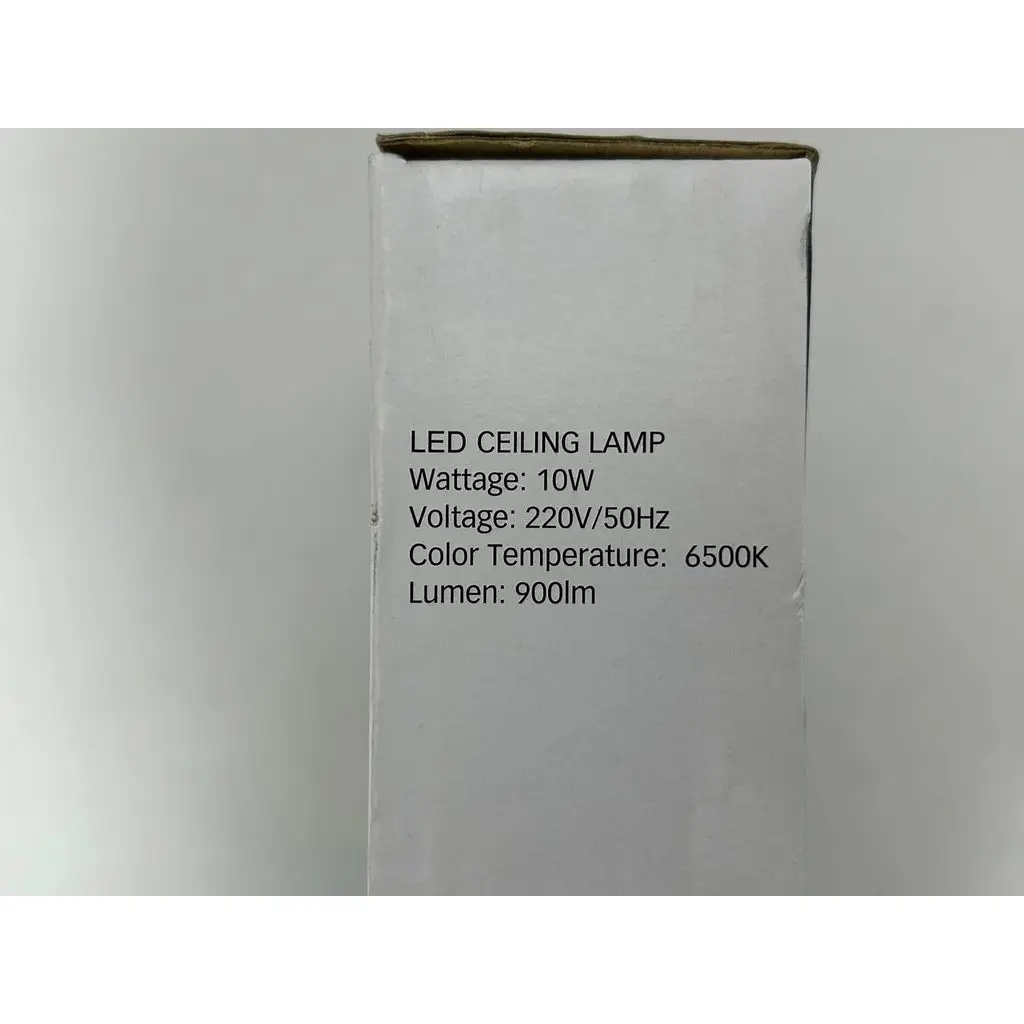 LED CEILING LAMP
Wattage: 10W
Voltage: 220V/50Hz
Color Temperature: 6500K
Lumen: 900lm